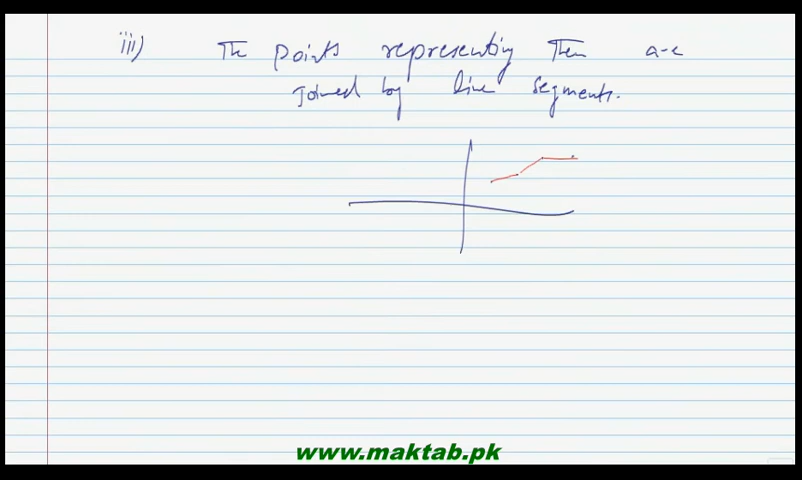 iii) The points representing them are
joined by line segments.
www.maktab.pk